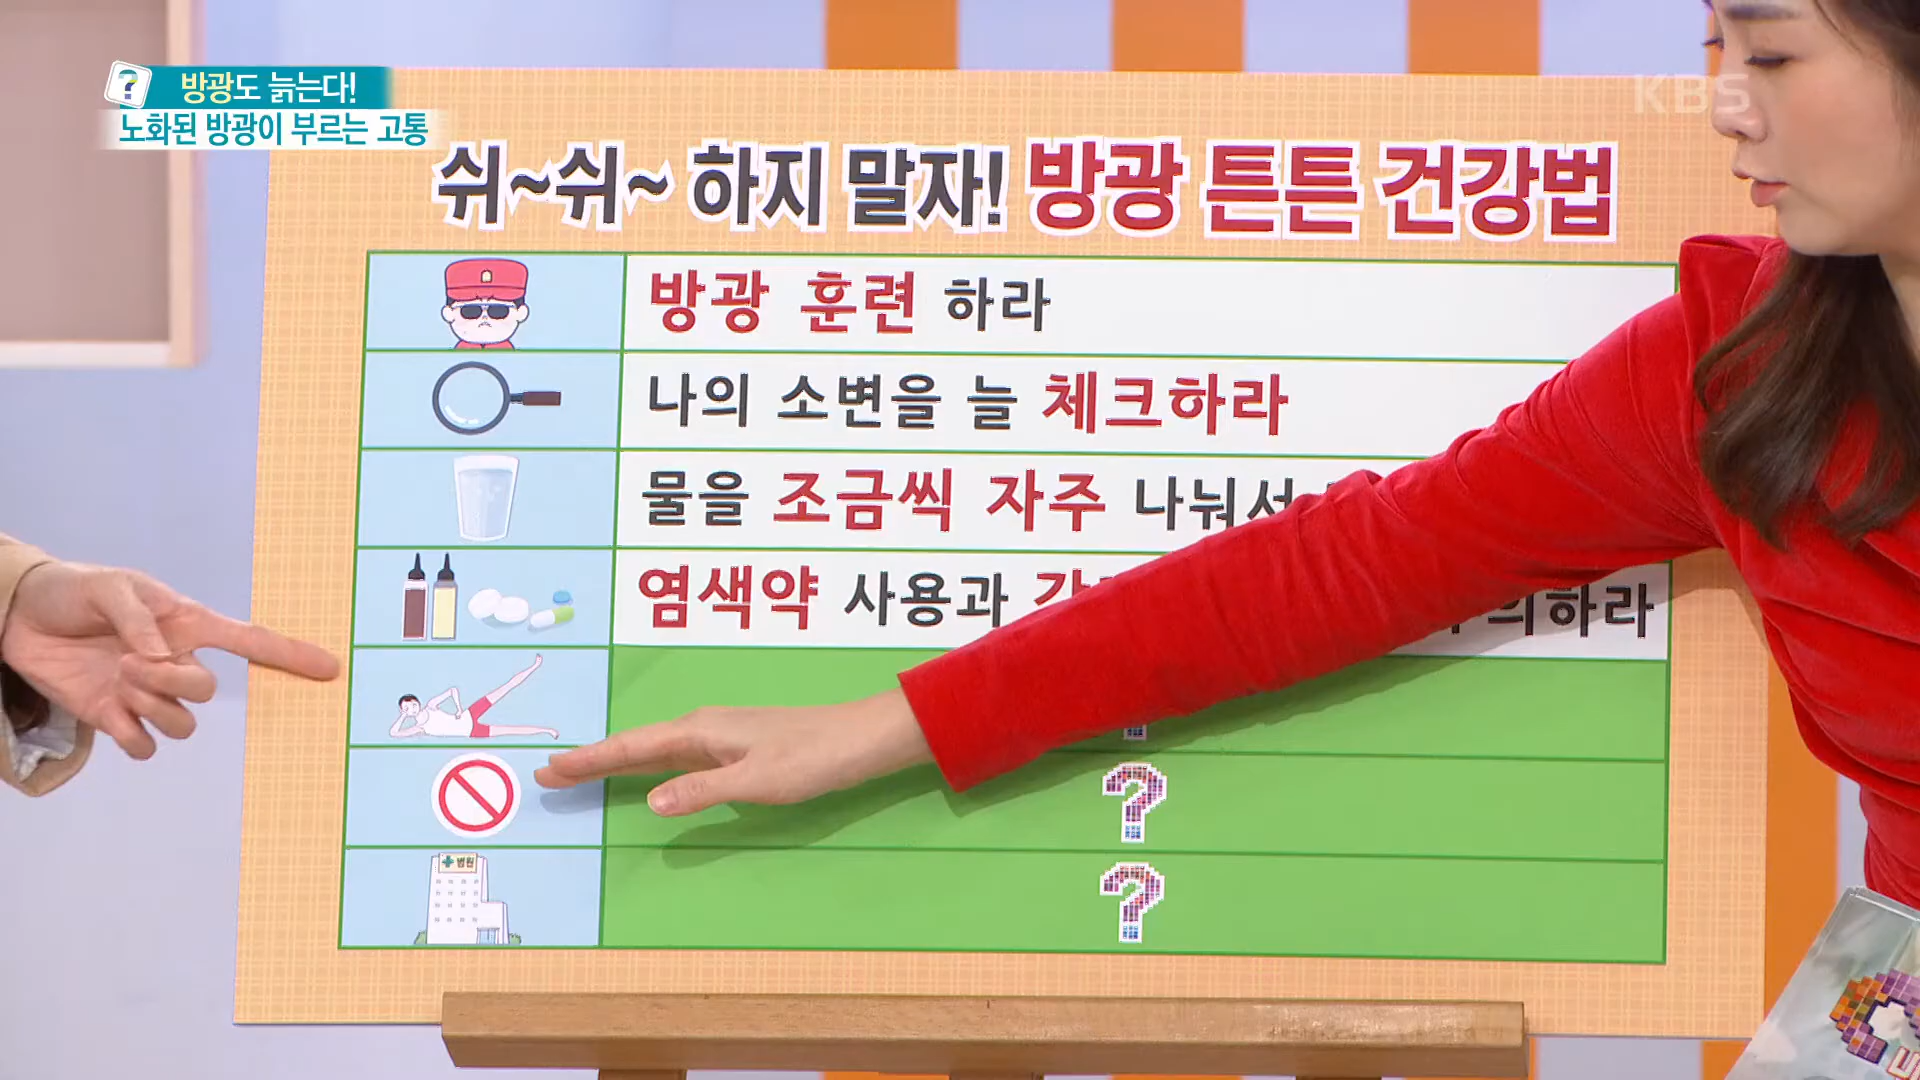 방광도 늙는다!
노화된 방광이 부르는 고통
KBS
쉬~쉬~ 하지 말자! 방광 튼튼 건강법
방광 훈련 하라
나의 소변을 늘 체크하라
물을 조금씩 자주 나눠서
염색약 사용과
?
?
?
병원